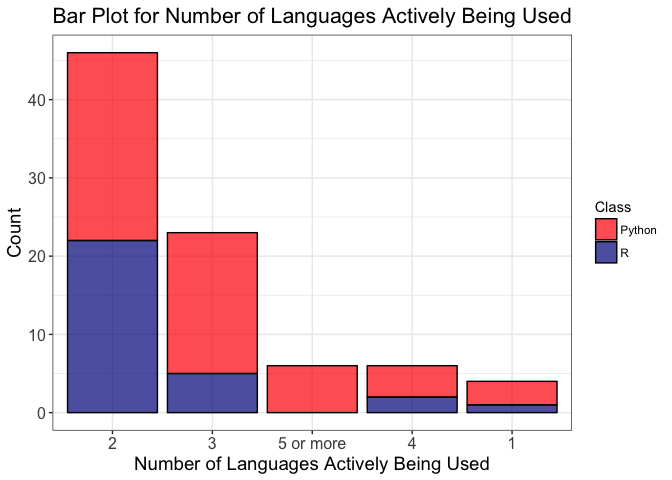 Bar Plot for Number of Languages Actively Being Used
Count
40
30
20
10
0
2 3 5 or more 4 1
Number of Languages Actively Being Used
Class
Python
R